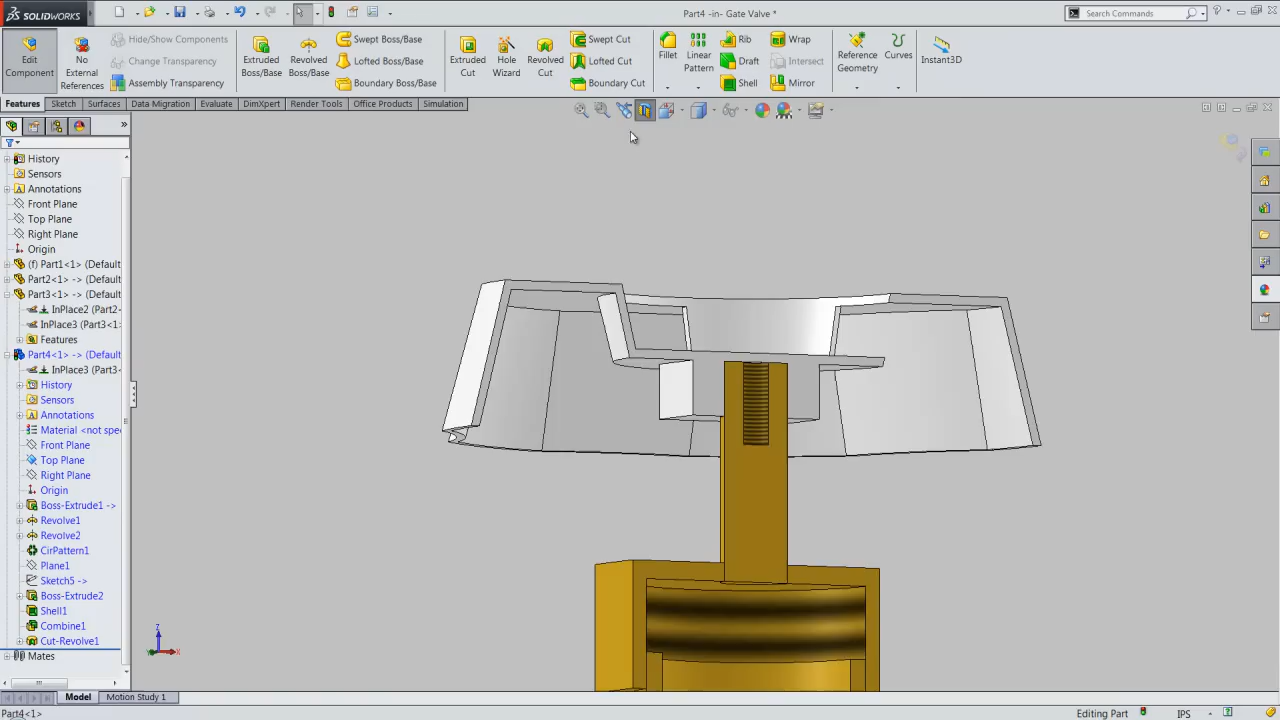 SOLIDWORKS
Part4 -in- Gate Valve *
Search Commands
Edit Component
No External References
Hide/Show Components
Change Transparency
Assembly Transparency
Extruded Boss/Base
Revolved Boss/Base
Swept Boss/Base
Lofted Boss/Base
Boundary Boss/Base
Extruded Cut
Hole Wizard
Revolved Cut
Swept Cut
Lofted Cut
Boundary Cut
Fillet
Linear Pattern
Rib
Draft
Shell
Wrap
Intersect
Mirror
Reference Geometry
Curves
Instant3D
Features Sketch Surfaces Data Migration Evaluate DimXpert Render Tools Office Products Simulation
History
Sensors
Annotations
Front Plane
Top Plane
Right Plane
Origin
(f) Part1<1> (Default
Part2<1> -> (Default
Part3<1> -> (Default
InPlace2 (Part2-
InPlace3 (Part3<1>
Features
Part4<1> -> (Default
InPlace3 (Part3-
History
Sensors
Annotations
Material <not spe
Front Plane
Top Plane
Right Plane
Origin
Boss-Extrude1 ->
Revolve1
Revolve2
CirPattern1
Plane1
Sketch5 ->
Boss-Extrude2
Shell1
Combine1
Cut-Revolve1
Mates
Z
Y
X
Model Motion Study 1
Part4<1>
Editing Part
IPS